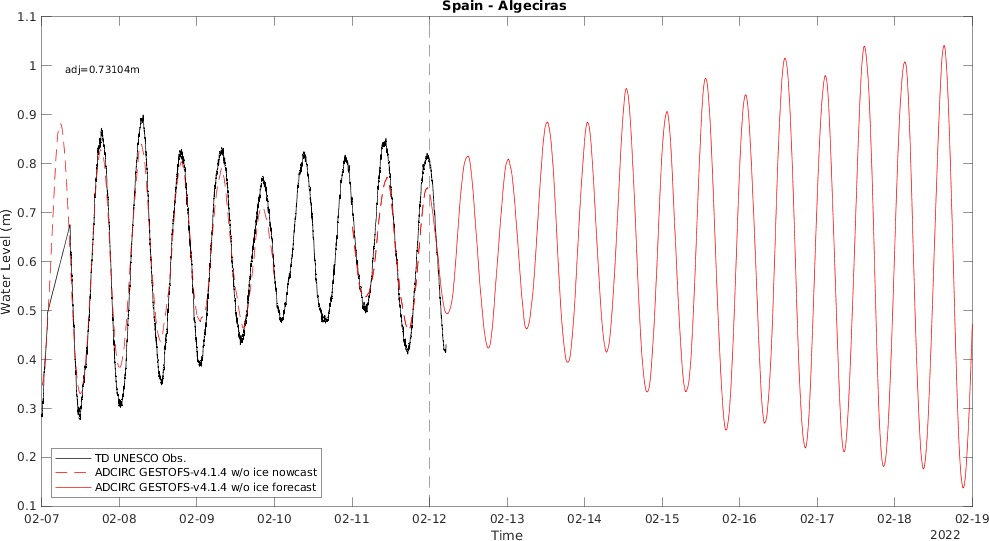 Spain - Algeciras
1.1
1
0.9
0.8
0.7
0.6
0.5
0.4
0.3
0.2
0.1
Water Level (m)
adj=0.73104m
TD UNESCO Obs.
ADCIRC GESTOFS-v4.1.4 w/o ice nowcast
ADCIRC GESTOFS-v4.1.4 w/o ice forecast
02-07 02-08 02-09 02-10 02-11 02-12 02-13 02-14 02-15 02-16 02-17 02-18 02-19
Time
2022